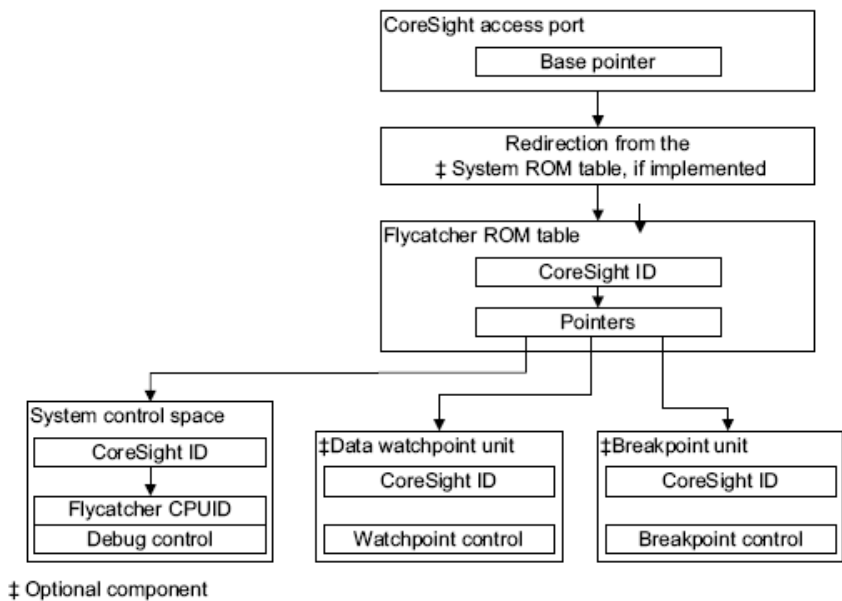 CoreSight access port
Base pointer
Redirection from the
‡ System ROM table, if implemented
Flycatcher ROM table
CoreSight ID
Pointers
System control space
CoreSight ID
Flycatcher CPUID
Debug control
‡Data watchpoint unit
CoreSight ID
Watchpoint control
‡Breakpoint unit
CoreSight ID
Breakpoint control
‡ Optional component